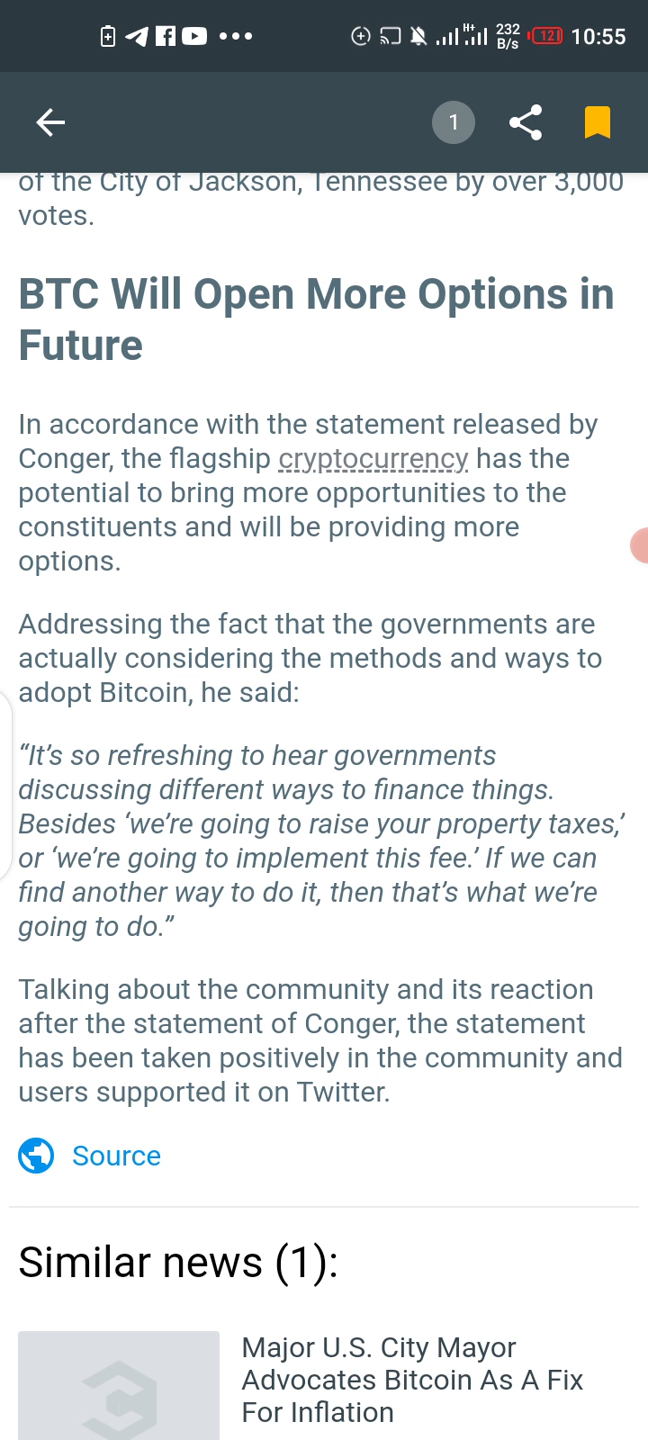 H+ 232 B/s 12 10:55
1
of the City of Jackson, Tennessee by over 3,000
votes.
BTC Will Open More Options in
Future
In accordance with the statement released by
Conger, the flagship cryptocurrency has the
potential to bring more opportunities to the
constituents and will be providing more
options.
Addressing the fact that the governments are
actually considering the methods and ways to
adopt Bitcoin, he said:
“It’s so refreshing to hear governments
discussing different ways to finance things.
Besides ‘we’re going to raise your property taxes,’
or ‘we’re going to implement this fee.’ If we can
find another way to do it, then that’s what we’re
going to do.”
Talking about the community and its reaction
after the statement of Conger, the statement
has been taken positively in the community and
users supported it on Twitter.
Source
Similar news (1):
Major U.S. City Mayor
Advocates Bitcoin As A Fix
For Inflation